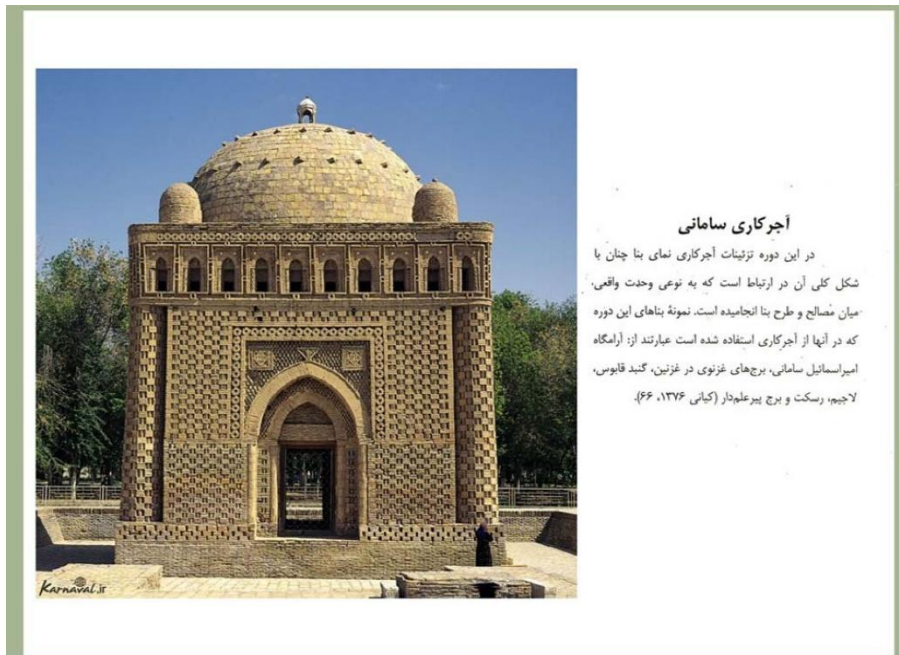 آجرکاری سامانی
در این دوره تزئینات آجرکاری نمای بنا چنان با
شکل کلی آن در ارتباط است که به نوعی وحدت واقعی،
میان مصالح و طرح بنا انجامیده است. نمونهٔ بناهای این دوره
که در آنها از آجرکاری استفاده شده است عبارتند از: آرامگاه
امیراسمائیل سامانی، برج‌های غزنوی در غزنین، گنبد قابوس،
لاجیم، رسکت و برج پیرعلم‌دار (کیانی ۱۳۷۶، ۶۶).
Karnaval.ir